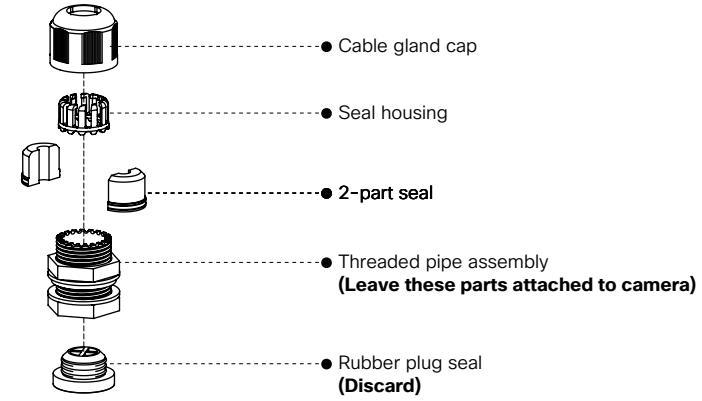 Cable gland cap
Seal housing
2-part seal
Threaded pipe assembly
(Leave these parts attached to camera)
Rubber plug seal
(Discard)